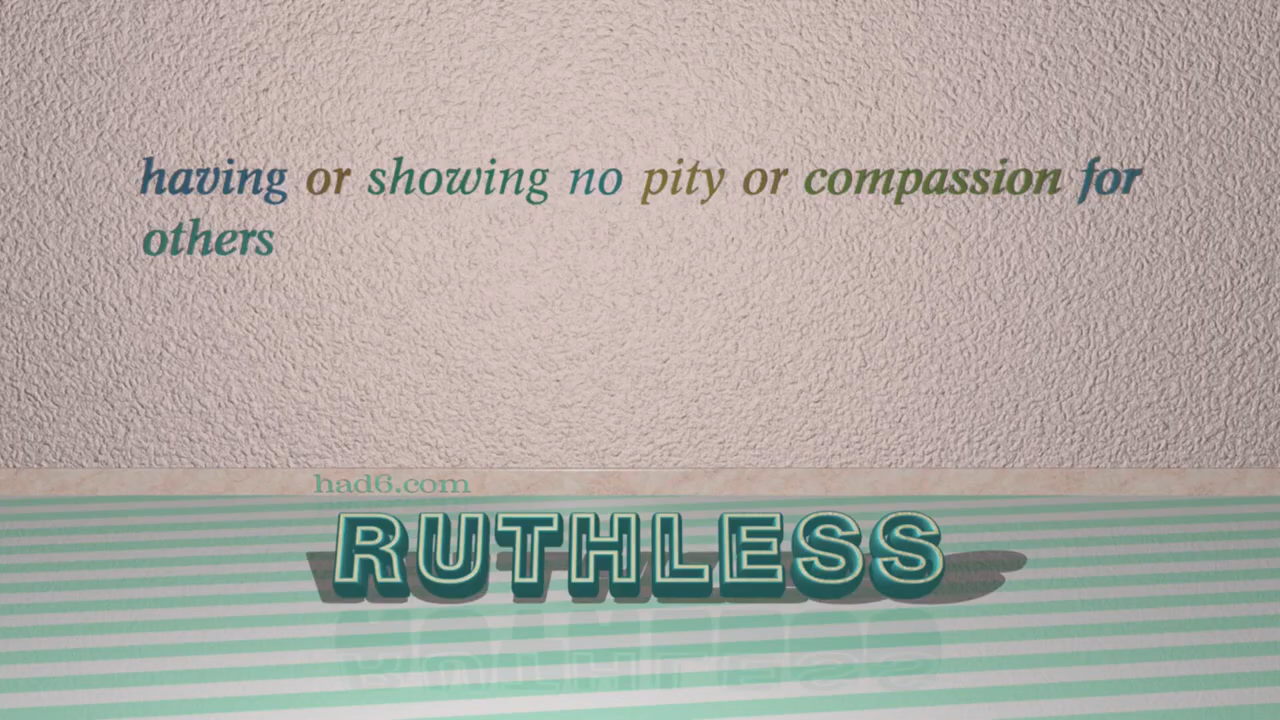 having or showing no pity or compassion for
others
had6.com
RUTHLESS